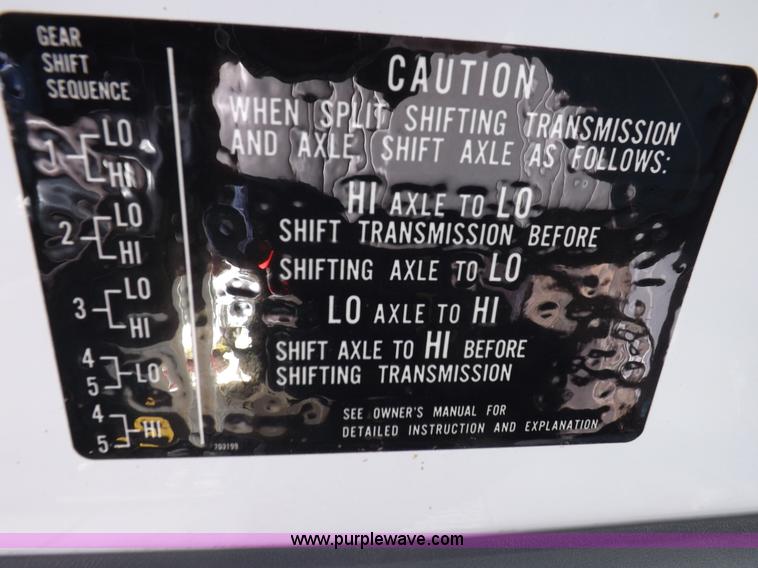 GEAR
SHIFT
SEQUENCE
1 LO
HI
2 LO
HI
3 LO
HI
4
5 LO
4
5 HI
CAUTION
WHEN SPLIT SHIFTING TRANSMISSION
AND AXLE, SHIFT AXLE AS FOLLOWS:
HI AXLE TO LO
SHIFT TRANSMISSION BEFORE
SHIFTING AXLE TO LO
LO AXLE TO HI
SHIFT AXLE TO HI BEFORE
SHIFTING TRANSMISSION
SEE OWNER'S MANUAL FOR
DETAILED INSTRUCTION AND EXPLANATION
www.purplewave.com